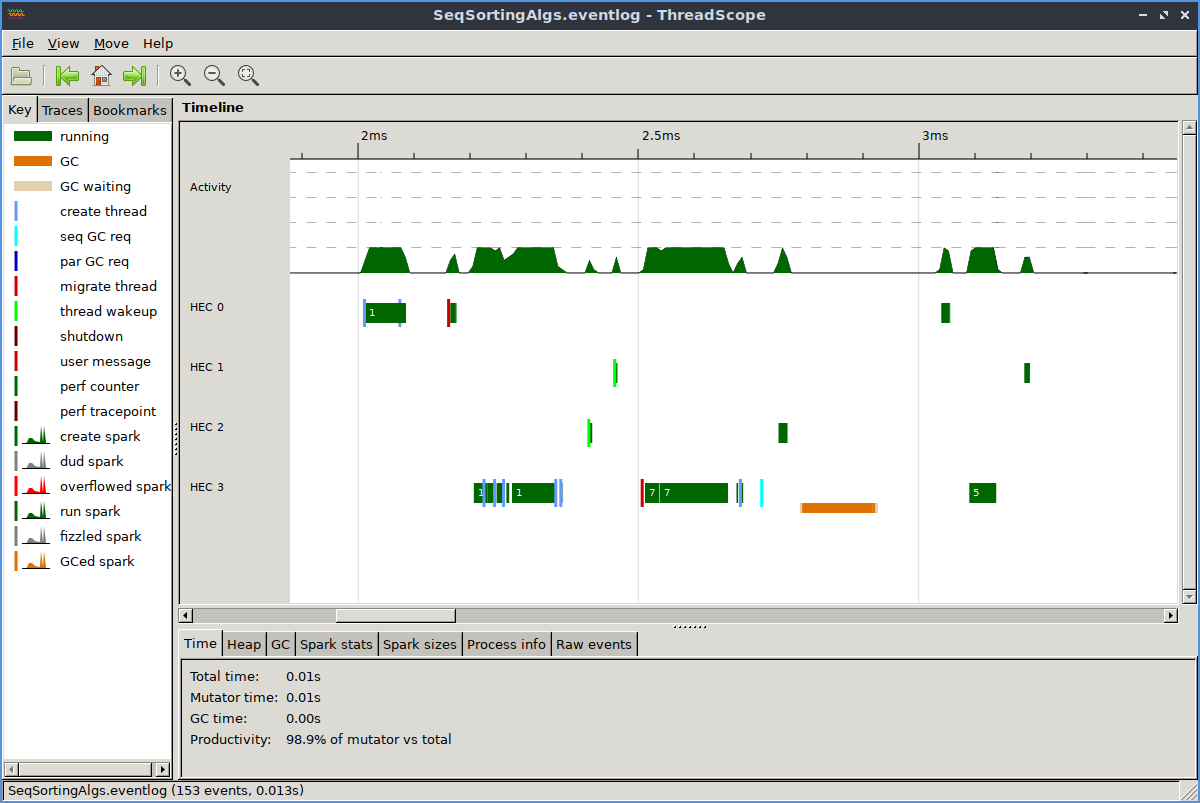 SeqSortingAlgs.eventlog - ThreadScope
File View Move Help
Key Traces Bookmarks
running
GC
GC waiting
create thread
seq GC req
par GC req
migrate thread
thread wakeup
shutdown
user message
perf counter
perf tracepoint
create spark
dud spark
overflowed spark
run spark
fizzled spark
GCed spark
Timeline
2ms 2.5ms 3ms
Activity
HEC 0
1
HEC 1
HEC 2
HEC 3
1 1 7 7 5
Time Heap GC Spark stats Spark sizes Process info Raw events
Total time: 0.01s
Mutator time: 0.01s
GC time: 0.00s
Productivity: 98.9% of mutator vs total
SeqSortingAlgs.eventlog (153 events, 0.013s)